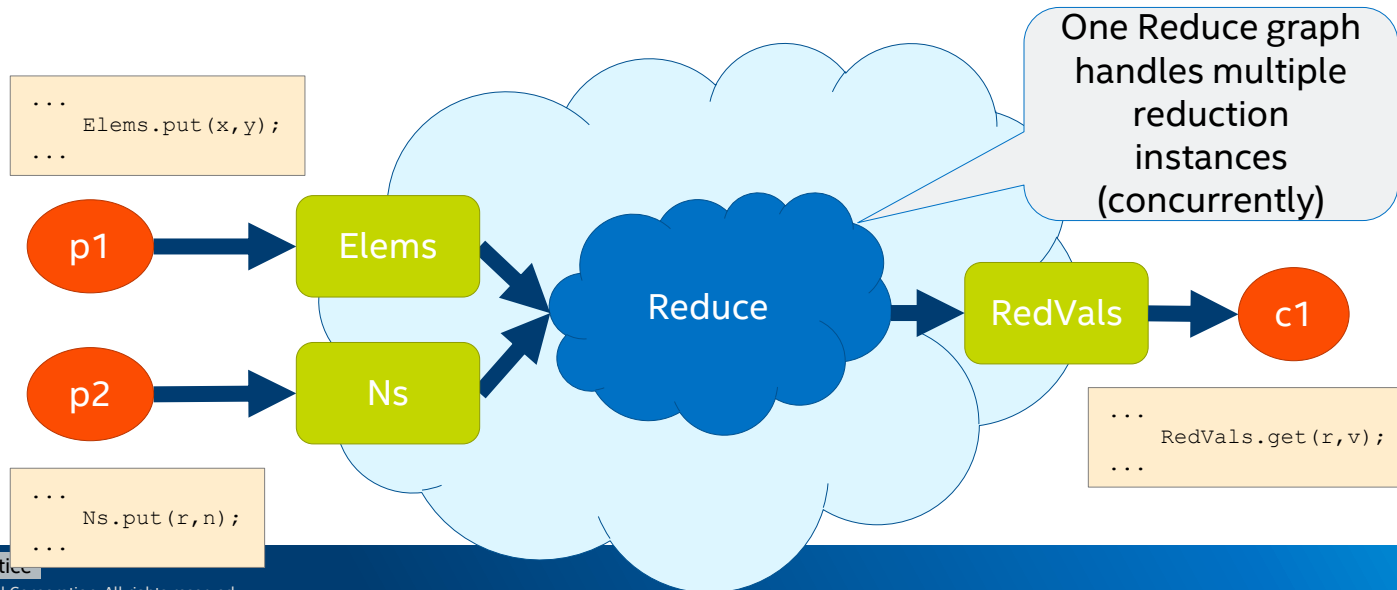 One Reduce graph
handles multiple
reduction
instances
(concurrently)
...
Elems.put(x,y);
...
p1
Elems
Reduce
RedVals
c1
p2
Ns
...
RedVals.get(r,v);
...
...
Ns.put(r,n);
...